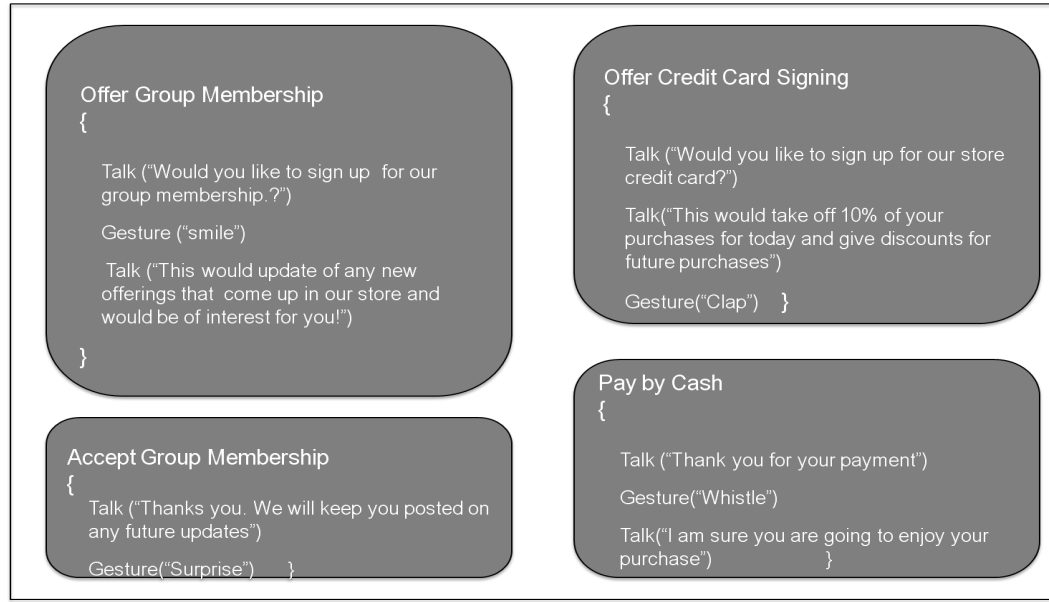 Offer Group Membership
{
Talk (“Would you like to sign up  for our
group membership.?”)
Gesture (“smile”)
Talk (“This would update of any new
offerings that  come up in our store and
would be of interest for you!”)
}
Accept Group Membership
{
Talk (“Thanks you. We will keep you posted on
any future updates”)
Gesture(“Surprise”)     }
Offer Credit Card Signing
{
Talk (“Would you like to sign up for our store
credit card?”)
Talk(“This would take off 10% of your
purchases for today and give discounts for
future purchases”)
Gesture(“Clap”)   }
Pay by Cash
{
Talk (“Thank you for your payment”)
Gesture(“Whistle”)
Talk(“I am sure you are going to enjoy your
purchase”)                    }